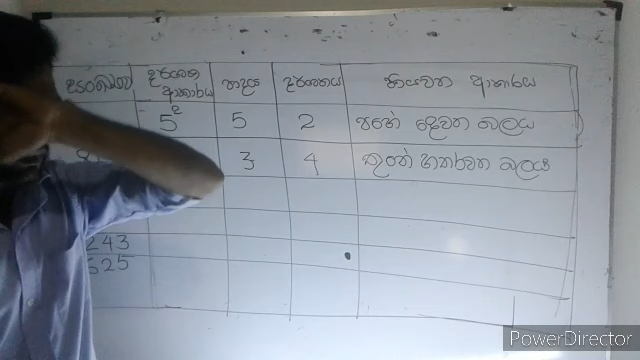 සංඛ්‍යාව දර්ශක පාදය දර්ශකය කියවන ආකාරය
ආකාරය
5² 5 2 පහේ දෙවන බලය
3 4 තුනේ හතරවන බලය
243
625
PowerDirector